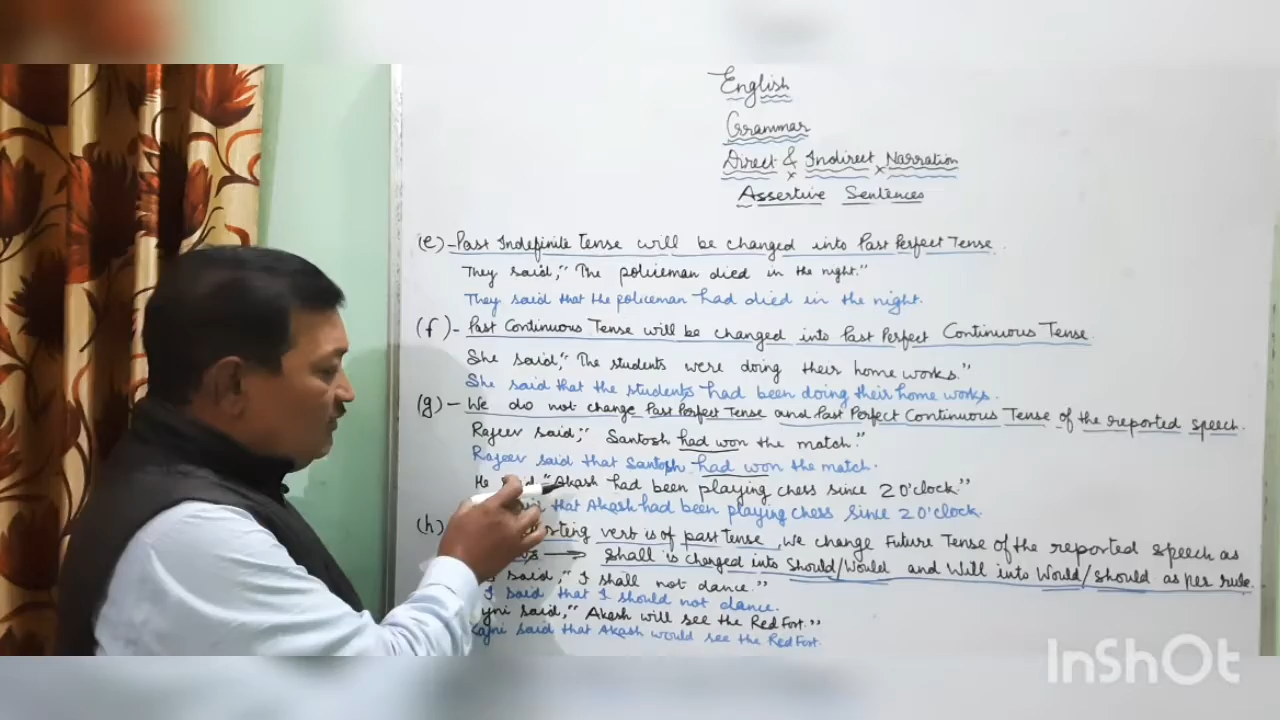 English
Grammar
Direct & Indirect Narration
Assertive Sentences
(e) - Past Indefinite Tense will be changed into Past Perfect Tense.
They said, "The policeman died in the night."
They said that the policeman had died in the night.
(f) - Past Continuous Tense will be changed into Past Perfect Continuous Tense.
She said, "The students were doing their home works."
She said that the students had been doing their home works.
(g) - We do not change Past Perfect Tense and Past Perfect Continuous Tense of the reported speech.
Rajeev said, "Santosh had won the match."
Rajeev said that Santosh had won the match.
He said "Akash had been playing chess since 2 O'clock."
that Akash had been playing chess since 2 O'clock.
(h) verb is of past tense, We change Future Tense of the reported speech as
→ shall is charged into Should/Would and Will into Would/should as per rule.
said, "I shall not dance."
I said that I should not dance.
said, "Akash will see the Red Fort."
said that Akash would see the Red Fort.
InShOt